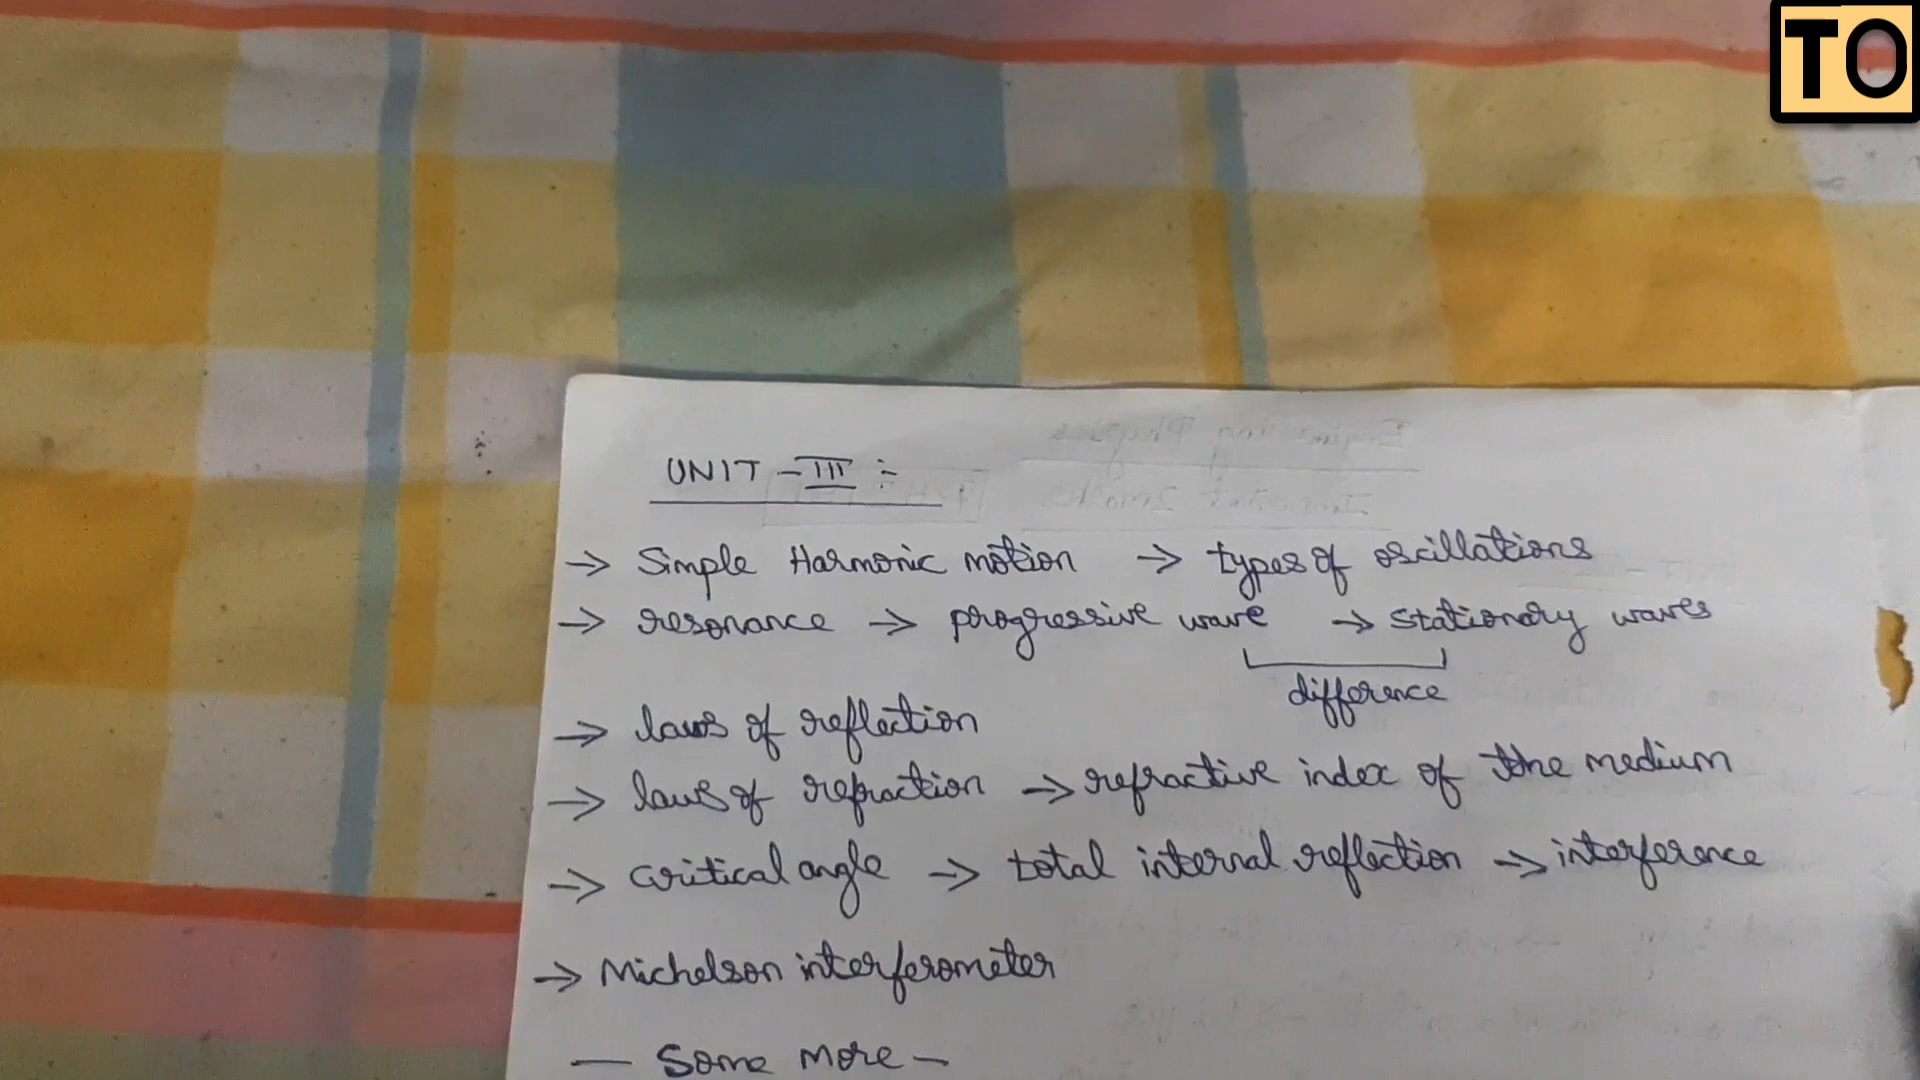 TO
UNIT - III :-
→ Simple Harmonic motion → types of oscillations
→ resonance → progressive wave → stationary waves
difference
→ laws of reflection
→ laws of refraction → refractive index of the medium
→ critical angle → total internal reflection → interference
→ Michelson interferometer
— Some more —